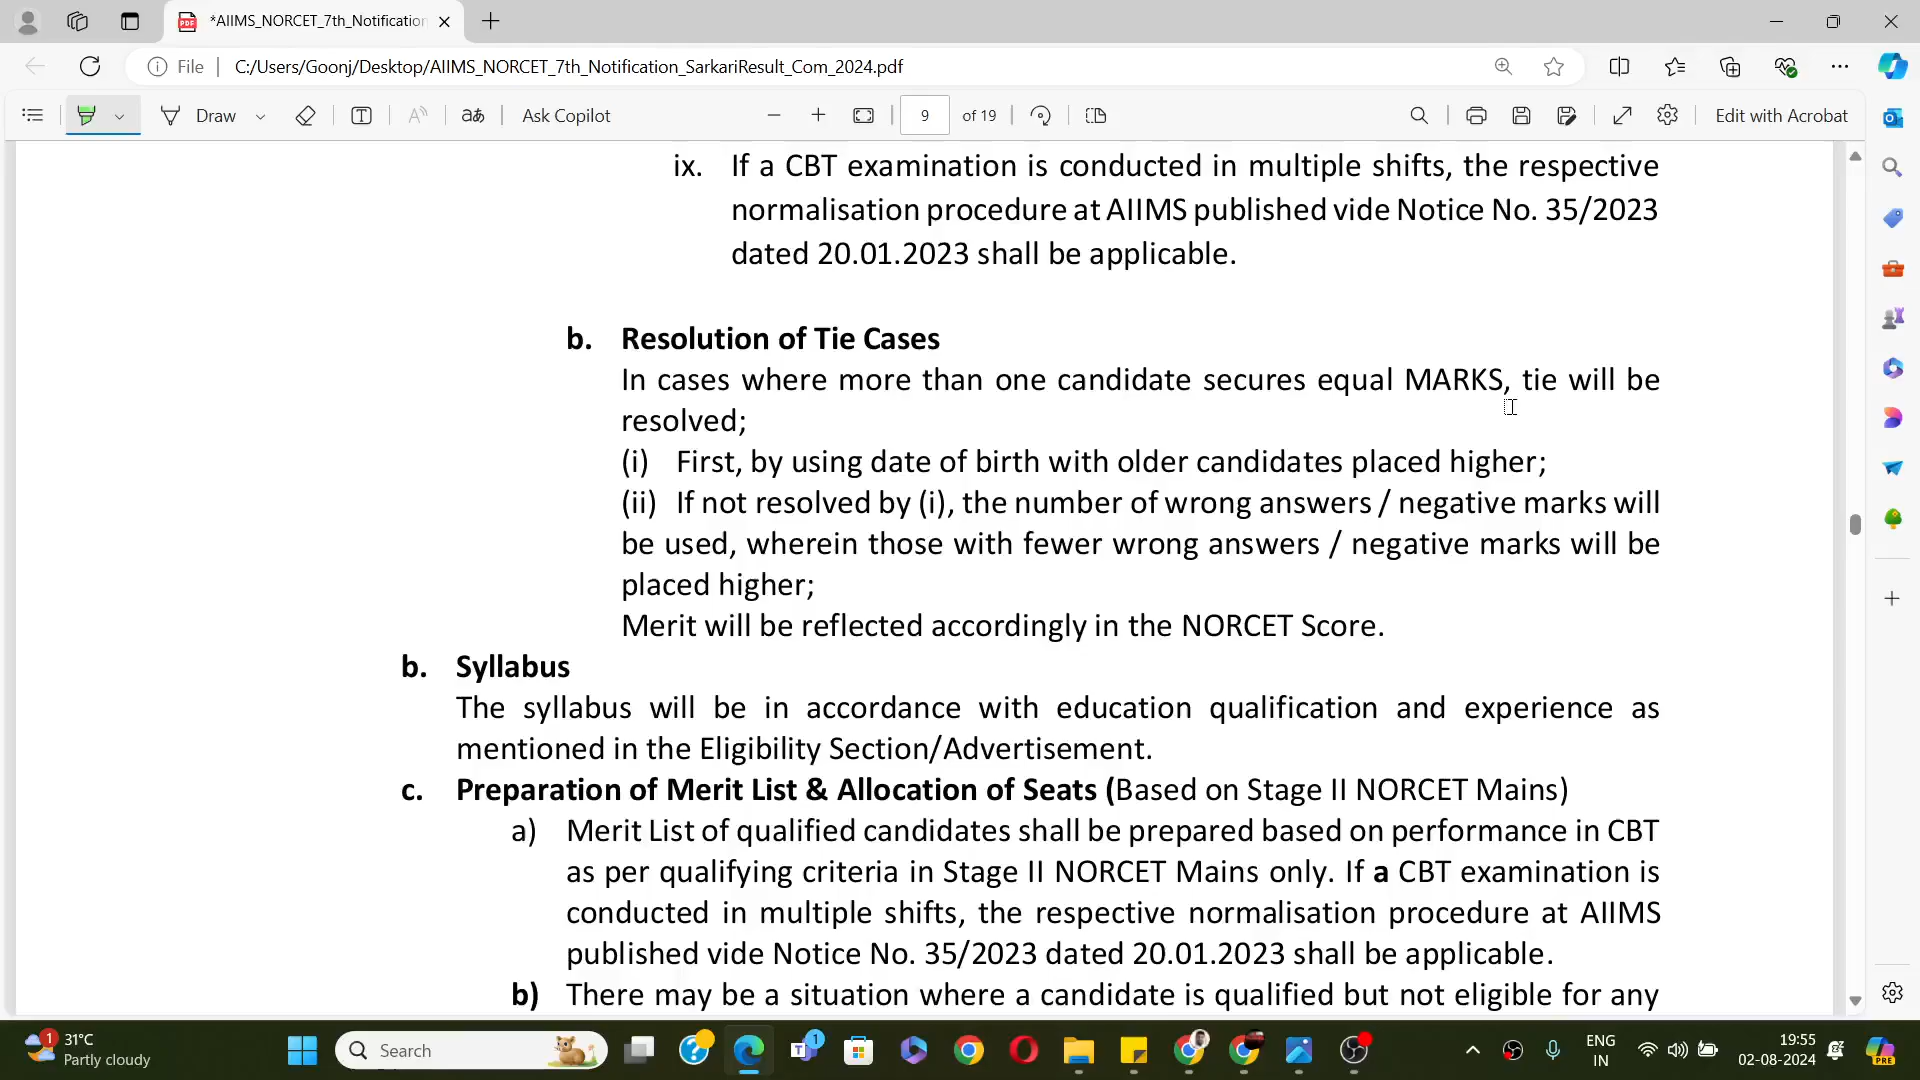 *AIIMS_NORCET_7th_Notification
File
C:/Users/Goonj/Desktop/AIIMS_NORCET_7th_Notification_SarkariResult_Com_2024.pdf
Draw
aあ
Ask Copilot
9 of 19
Edit with Acrobat
ix. If a CBT examination is conducted in multiple shifts, the respective
normalisation procedure at AIIMS published vide Notice No. 35/2023
dated 20.01.2023 shall be applicable.
b. Resolution of Tie Cases
In cases where more than one candidate secures equal MARKS, tie will be
resolved;
(i) First, by using date of birth with older candidates placed higher;
(ii) If not resolved by (i), the number of wrong answers / negative marks will
be used, wherein those with fewer wrong answers / negative marks will be
placed higher;
Merit will be reflected accordingly in the NORCET Score.
b. Syllabus
The syllabus will be in accordance with education qualification and experience as
mentioned in the Eligibility Section/Advertisement.
c. Preparation of Merit List & Allocation of Seats (Based on Stage II NORCET Mains)
a) Merit List of qualified candidates shall be prepared based on performance in CBT
as per qualifying criteria in Stage II NORCET Mains only. If a CBT examination is
conducted in multiple shifts, the respective normalisation procedure at AIIMS
published vide Notice No. 35/2023 dated 20.01.2023 shall be applicable.
b) There may be a situation where a candidate is qualified but not eligible for any
1
31°C
Partly cloudy
Search
1
ENG
IN
19:55
02-08-2024
PRE